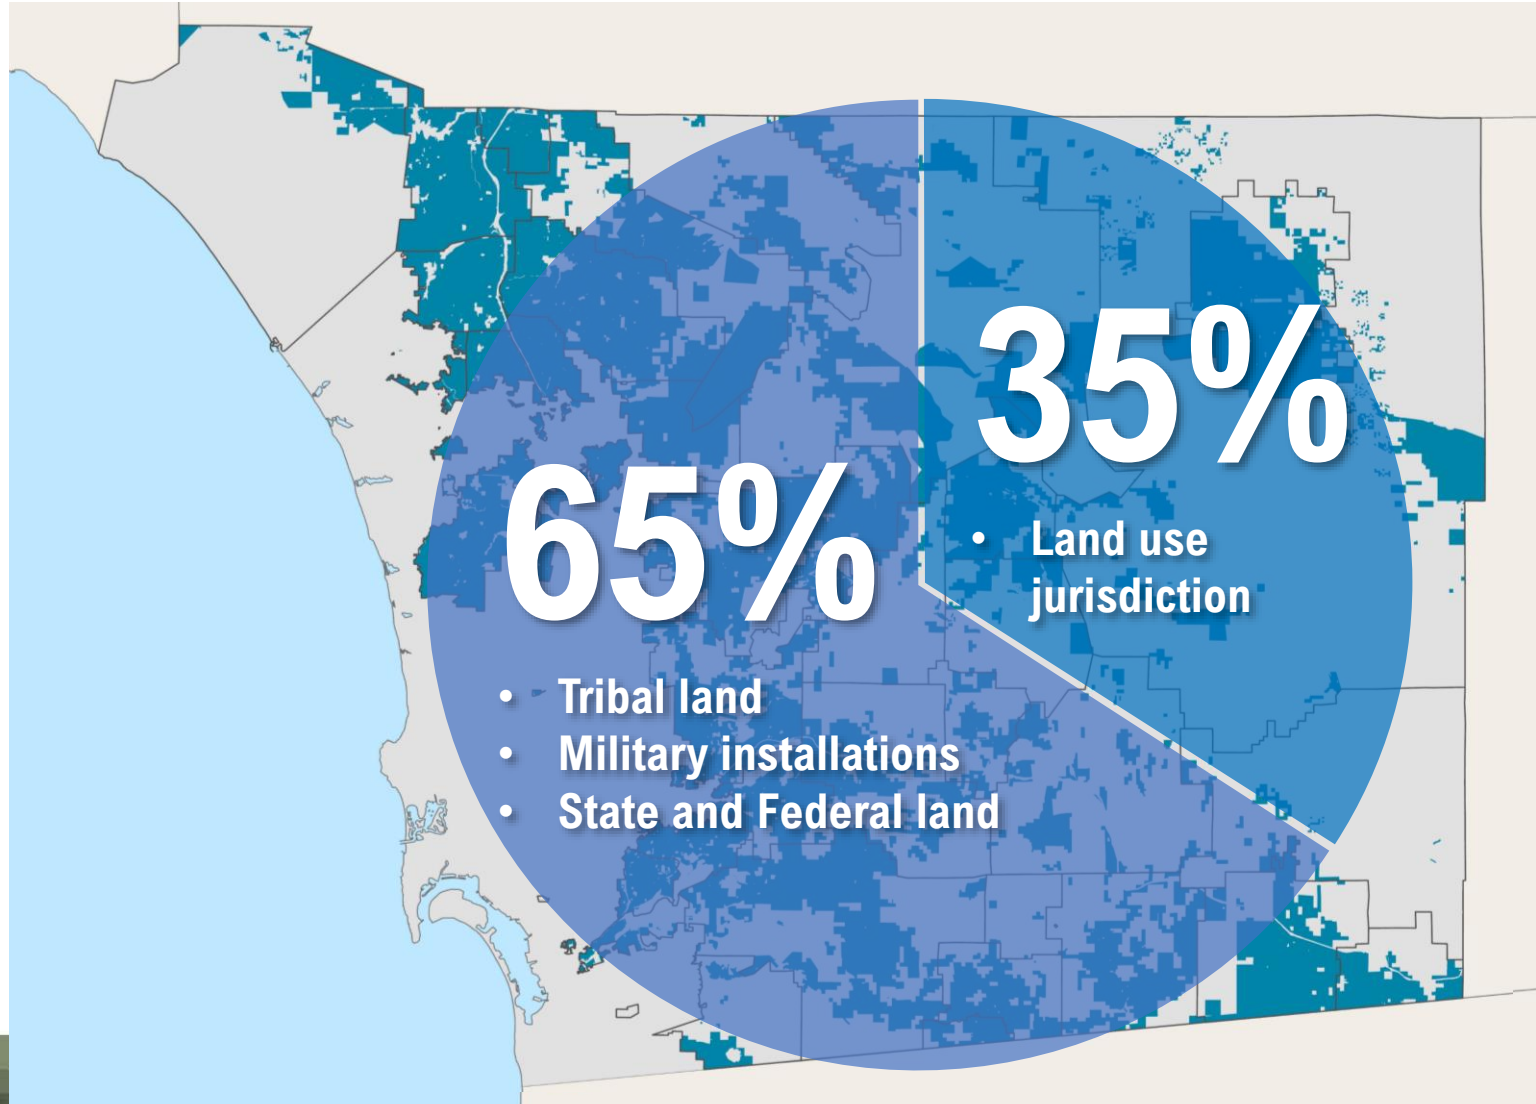 35%
• Land use
jurisdiction
65%
• Tribal land
• Military installations
• State and Federal land